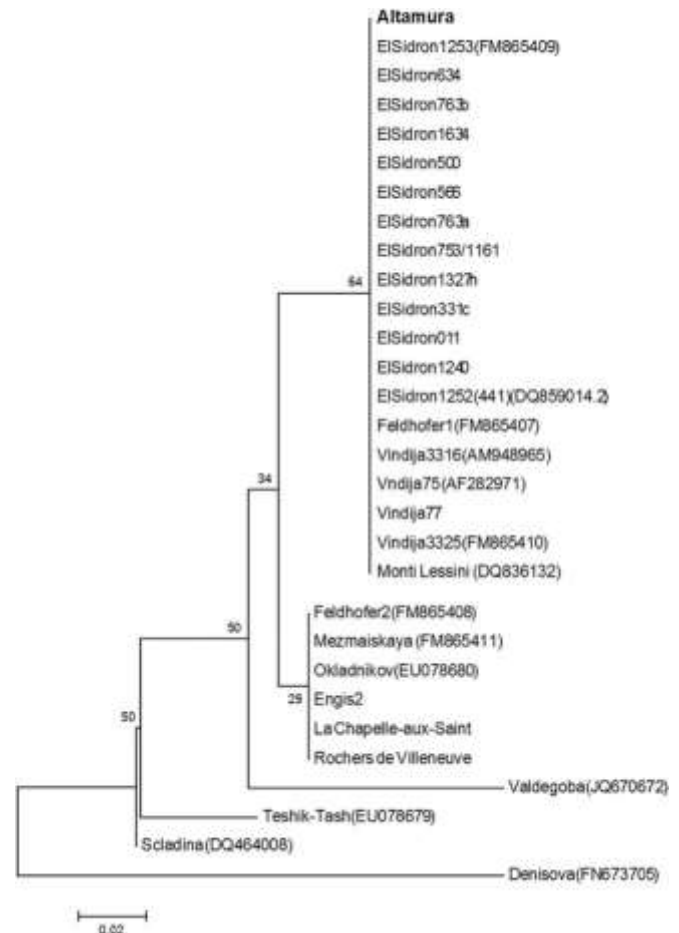 Altamura
ElSidron1253(FM865409)
ElSidron634
ElSidron763b
ElSidron1634
ElSidron500
ElSidron566
ElSidron763a
ElSidron753/1161
64
ElSidron1327h
ElSidron331c
ElSidron011
ElSidron1240
ElSidron1252(441)(DQ859014.2)
Feldhofer1(FM865407)
Vindija3316(AM948965)
34
Vndija75(AF282971)
Vindija77
Vindija3325(FM865410)
Monti Lessini (DQ836132)
Feldhofer2(FM865408)
90
Mezmaiskaya (FM865411)
Okladnikov(EU078680)
29
Engis2
50
La Chapelle-aux-Saint
Rochers de Villeneuve
Valdegoba(JQ670672)
Teshik-Tash(EU078679)
Scladina(DQ464008)
Denisova(FN673705)
0.02